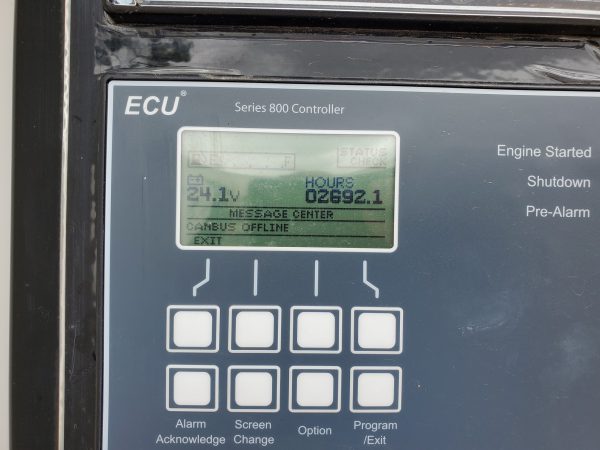 ECU®
Series 800 Controller
Engine Started
Shutdown
Pre-Alarm
E F
STATUS
CHECK
HOURS
24.1V
02692.1
MESSAGE CENTER
CANBUS OFFLINE
EXIT
Alarm
Acknowledge
Screen
Change
Option
Program
/Exit